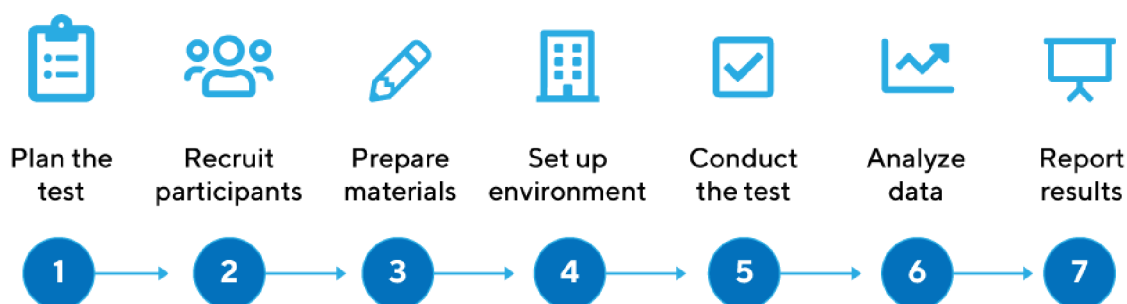 Plan the
test
Recruit
participants
Prepare
materials
Set up
environment
Conduct
the test
Analyze
data
Report
results
1
2
3
4
5
6
7